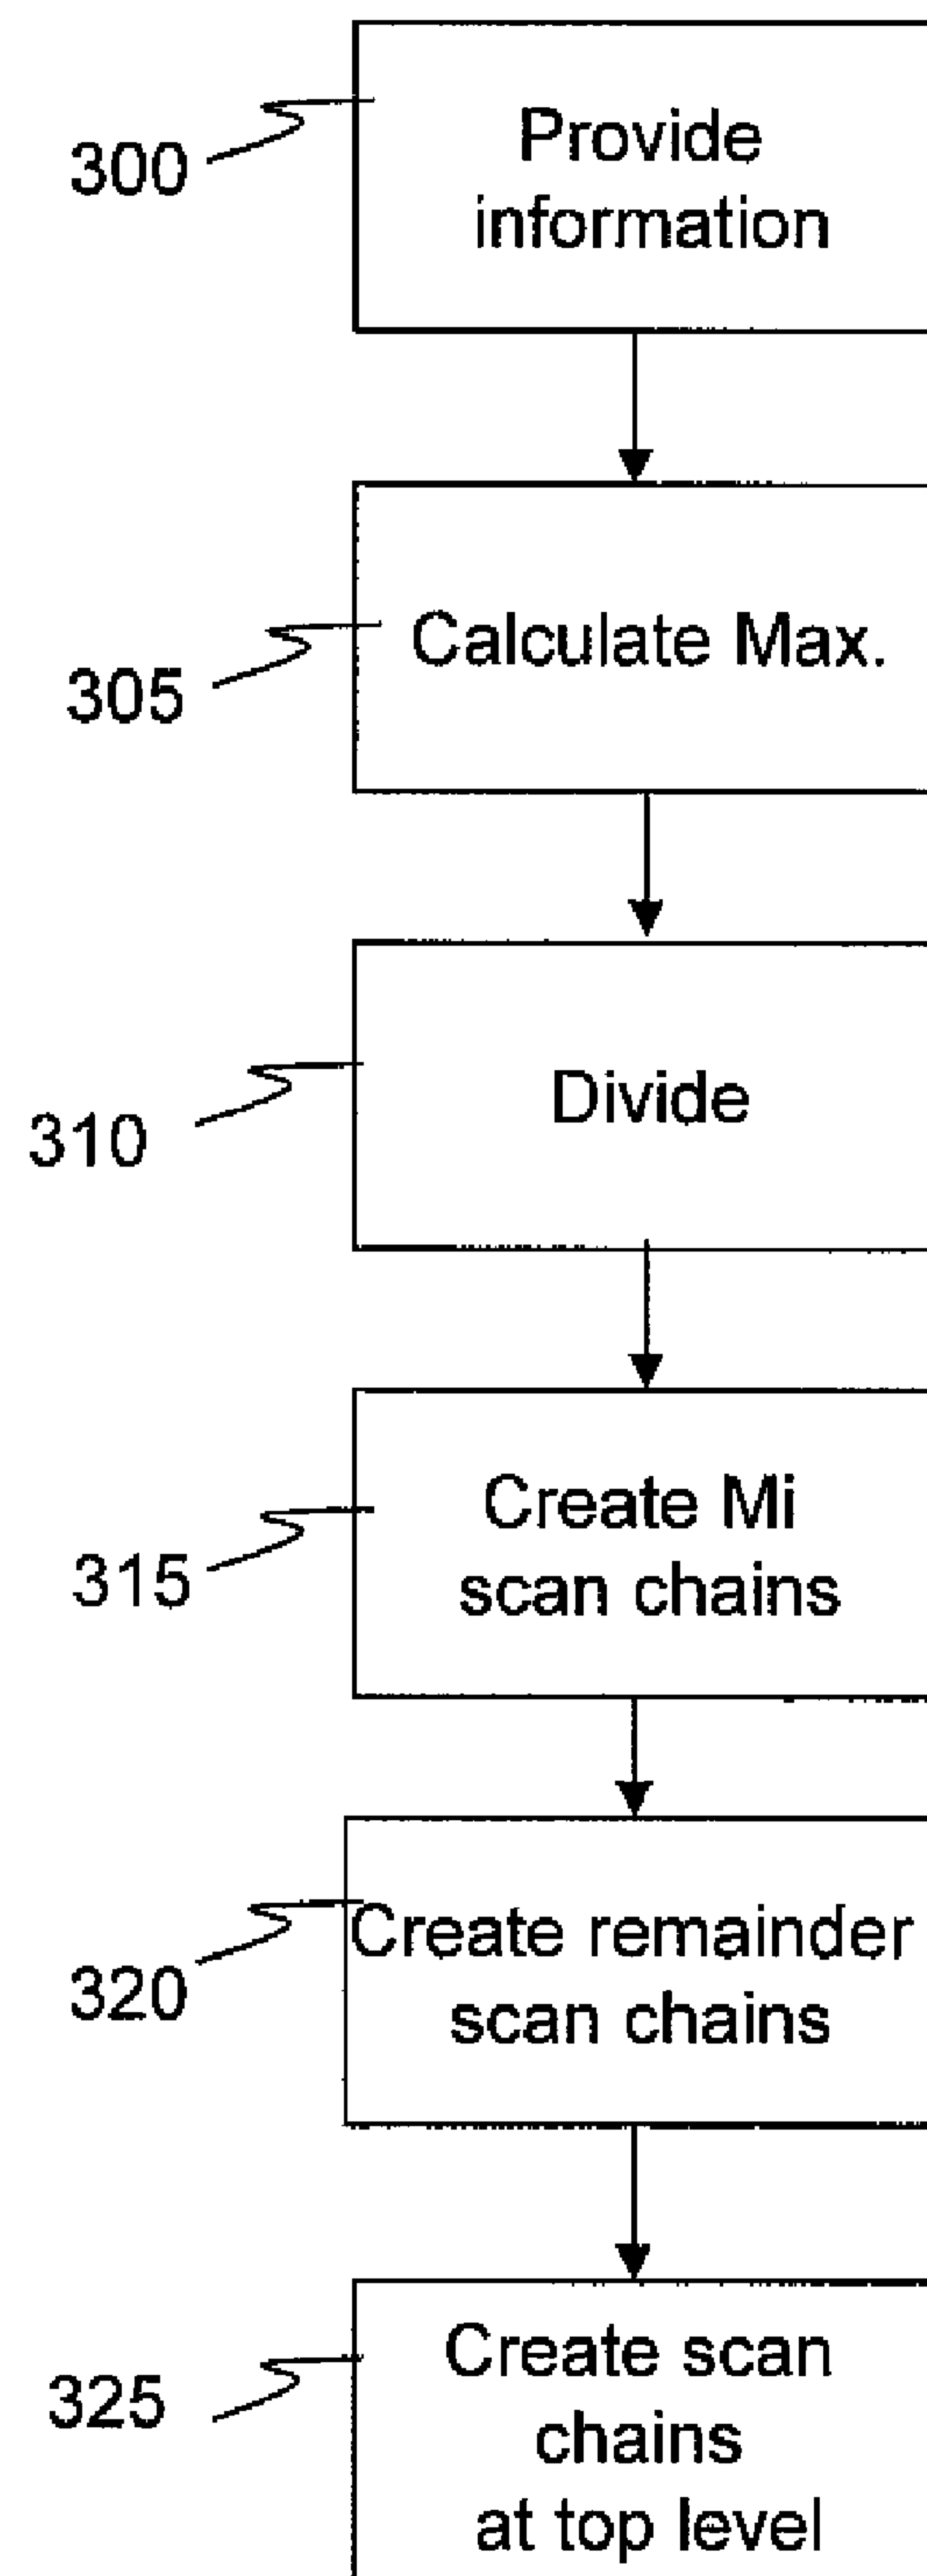 300
Provide
information
305
Calculate Max.
310
Divide
315
Create Mi
scan chains
320
Create remainder
scan chains
325
Create scan
chains
at top level